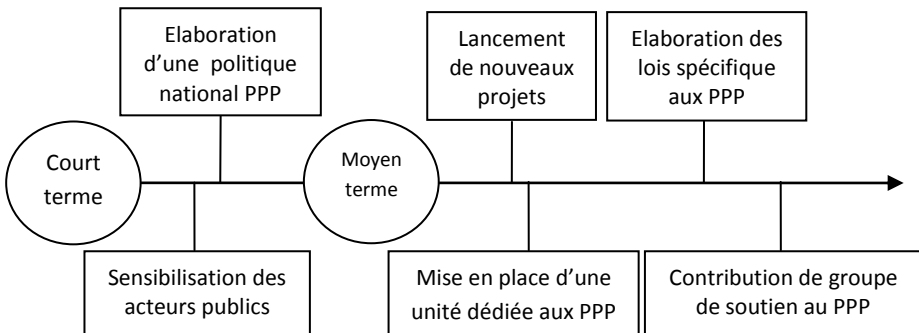 Elaboration
d’une politique
national PPP
Lancement
de nouveaux
projets
Elaboration des
lois spécifique
aux PPP
Court
terme
Moyen
terme
Sensibilisation des
acteurs publics
Mise en place d’une
unité dédiée aux PPP
Contribution de groupe
de soutien au PPP